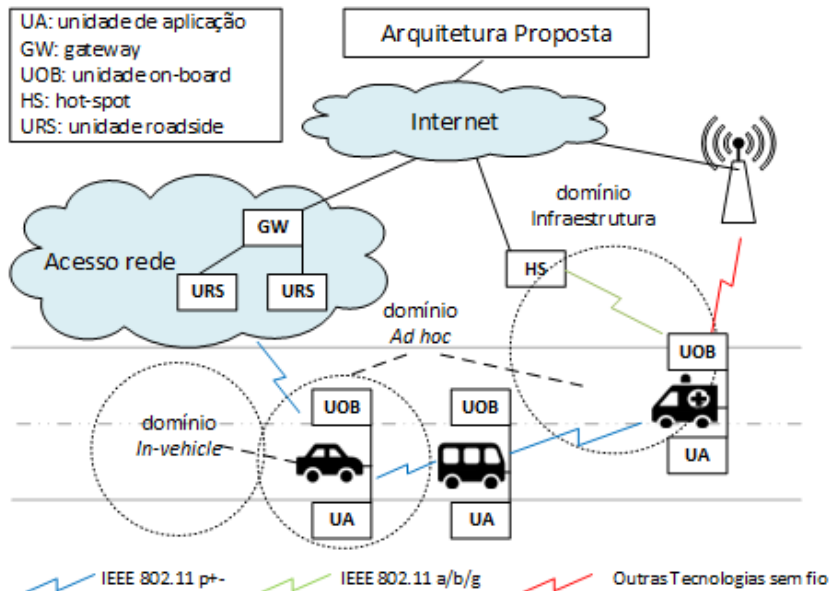 UA: unidade de aplicação
GW: gateway
UOB: unidade on-board
HS: hot-spot
URS: unidade roadside
Arquitetura Proposta
Internet
domínio
Infraestrutura
GW
Acesso rede
URS
URS
HS
domínio
Ad hoc
UOB
UOB
UOB
domínio
In-vehicle
UA
UA
UA
IEEE 802.11 p+-
IEEE 802.11 a/b/g
Outras Tecnologias sem fio